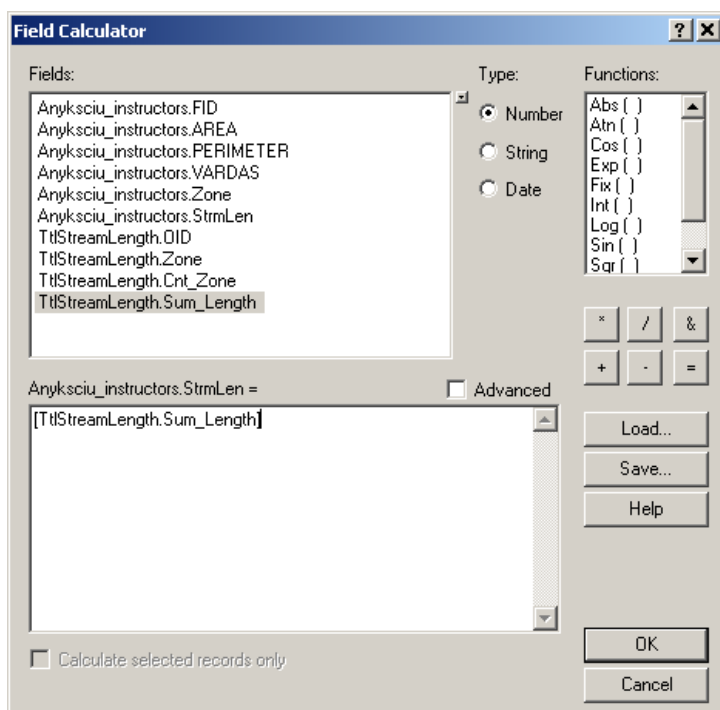 Field Calculator
Fields:
Anyksciu_instructors.FID
Anyksciu_instructors.AREA
Anyksciu_instructors.PERIMETER
Anyksciu_instructors.VARDAS
Anyksciu_instructors.Zone
Anyksciu_instructors.StrmLen
TtlStreamLength.OID
TtlStreamLength.Zone
TtlStreamLength.Cnt_Zone
TtlStreamLength.Sum_Length
Type:
Number
String
Date
Functions:
Abs ( )
Atn ( )
Cos ( )
Exp ( )
Fix ( )
Int ( )
Log ( )
Sin ( )
Sqr ( )
* / &
+ - =
Anyksciu_instructors.StrmLen =
Advanced
[TtlStreamLength.Sum_Length]
Load...
Save...
Help
Calculate selected records only
OK
Cancel